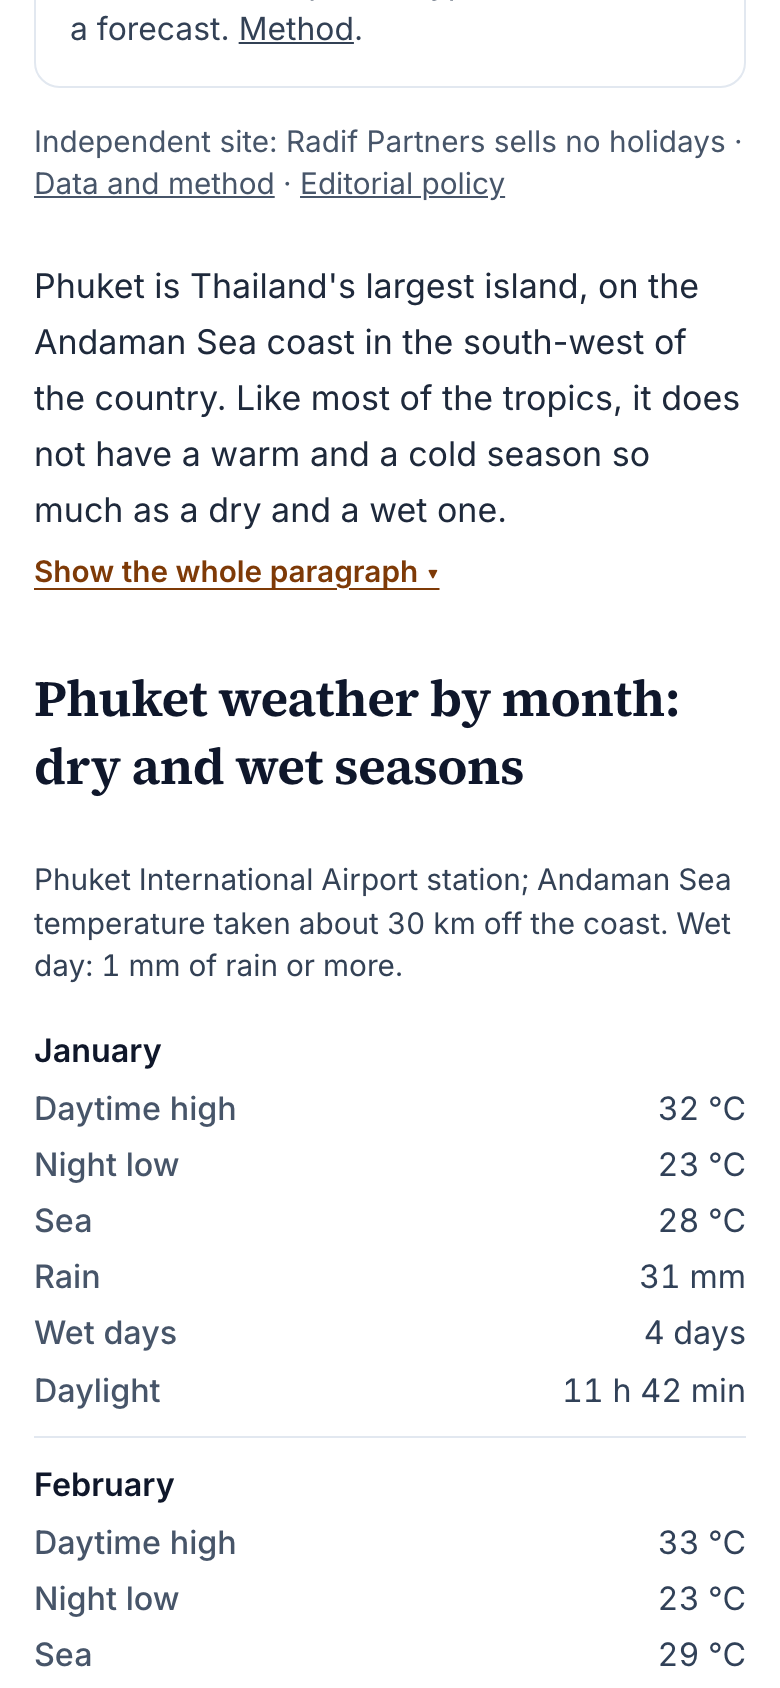 a forecast. Method.
Independent site: Radif Partners sells no holidays ·
Data and method · Editorial policy
Phuket is Thailand's largest island, on the
Andaman Sea coast in the south-west of
the country. Like most of the tropics, it does
not have a warm and a cold season so
much as a dry and a wet one.
Show the whole paragraph ▾
Phuket weather by month:
dry and wet seasons
Phuket International Airport station; Andaman Sea
temperature taken about 30 km off the coast. Wet
day: 1 mm of rain or more.
January
Daytime high 32 °C
Night low 23 °C
Sea 28 °C
Rain 31 mm
Wet days 4 days
Daylight 11 h 42 min
February
Daytime high 33 °C
Night low 23 °C
Sea 29 °C